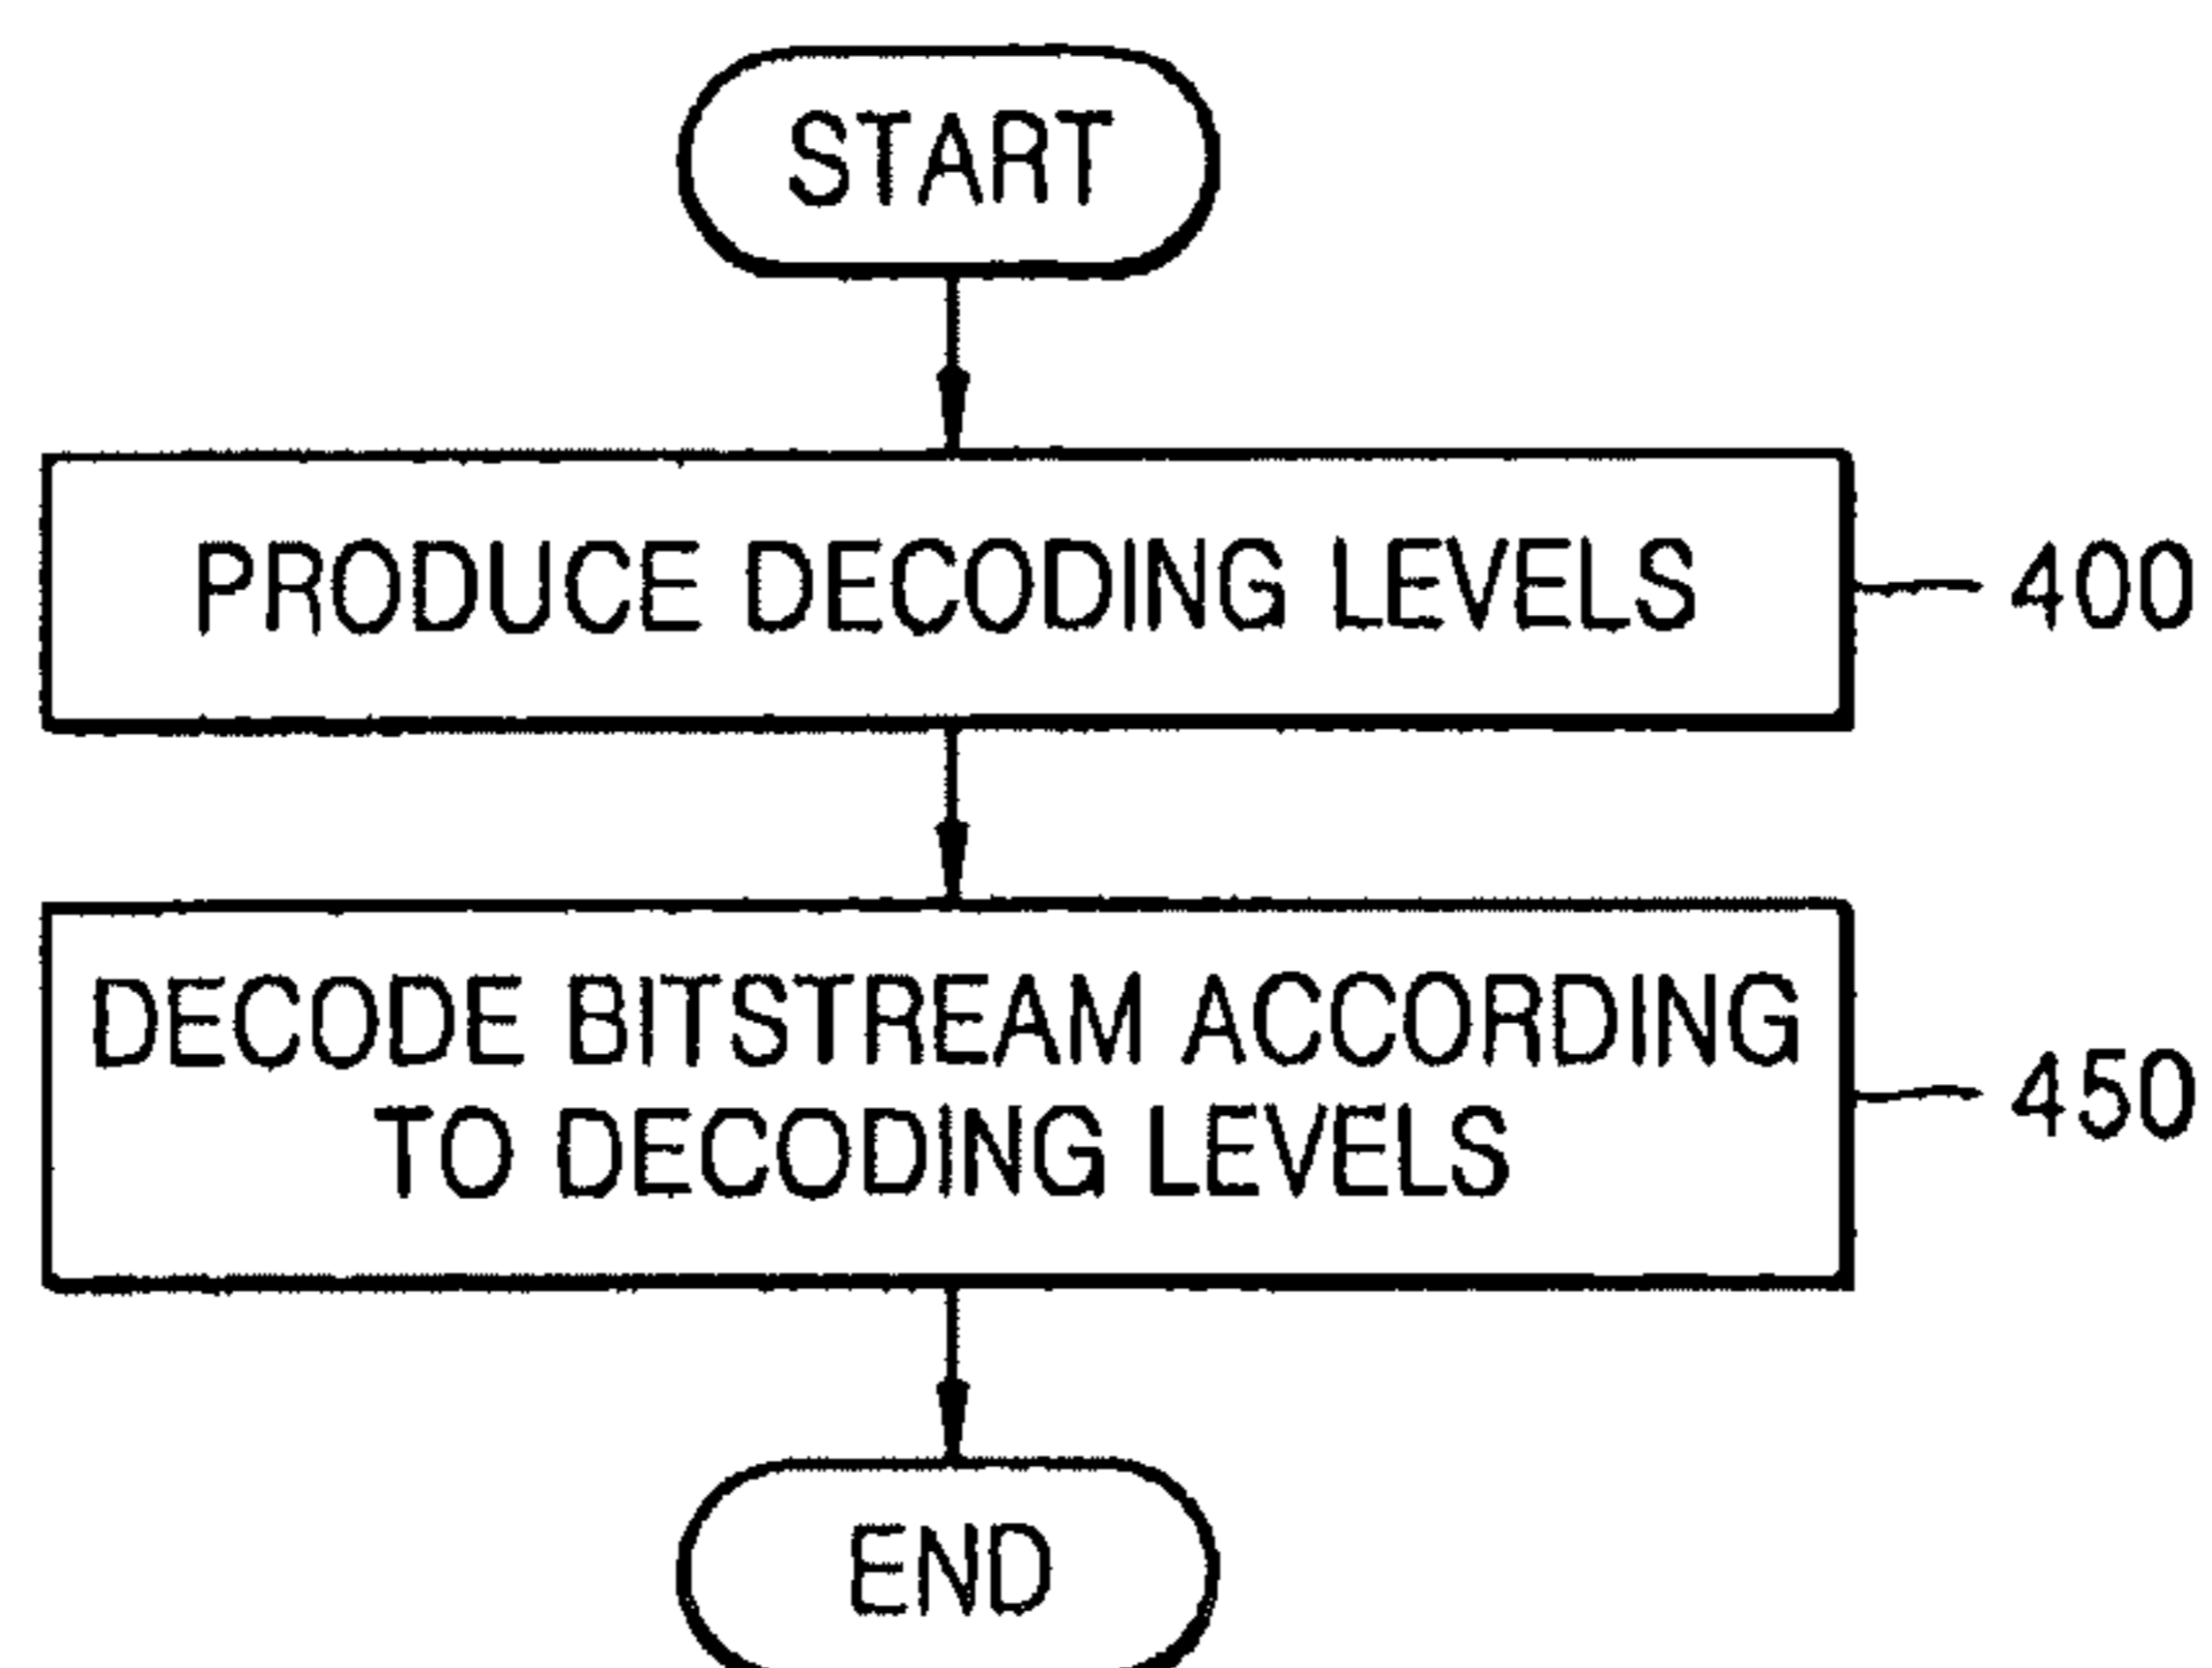 START
PRODUCE DECODING LEVELS
400
DECODE BITSTREAM ACCORDING
TO DECODING LEVELS
450
END